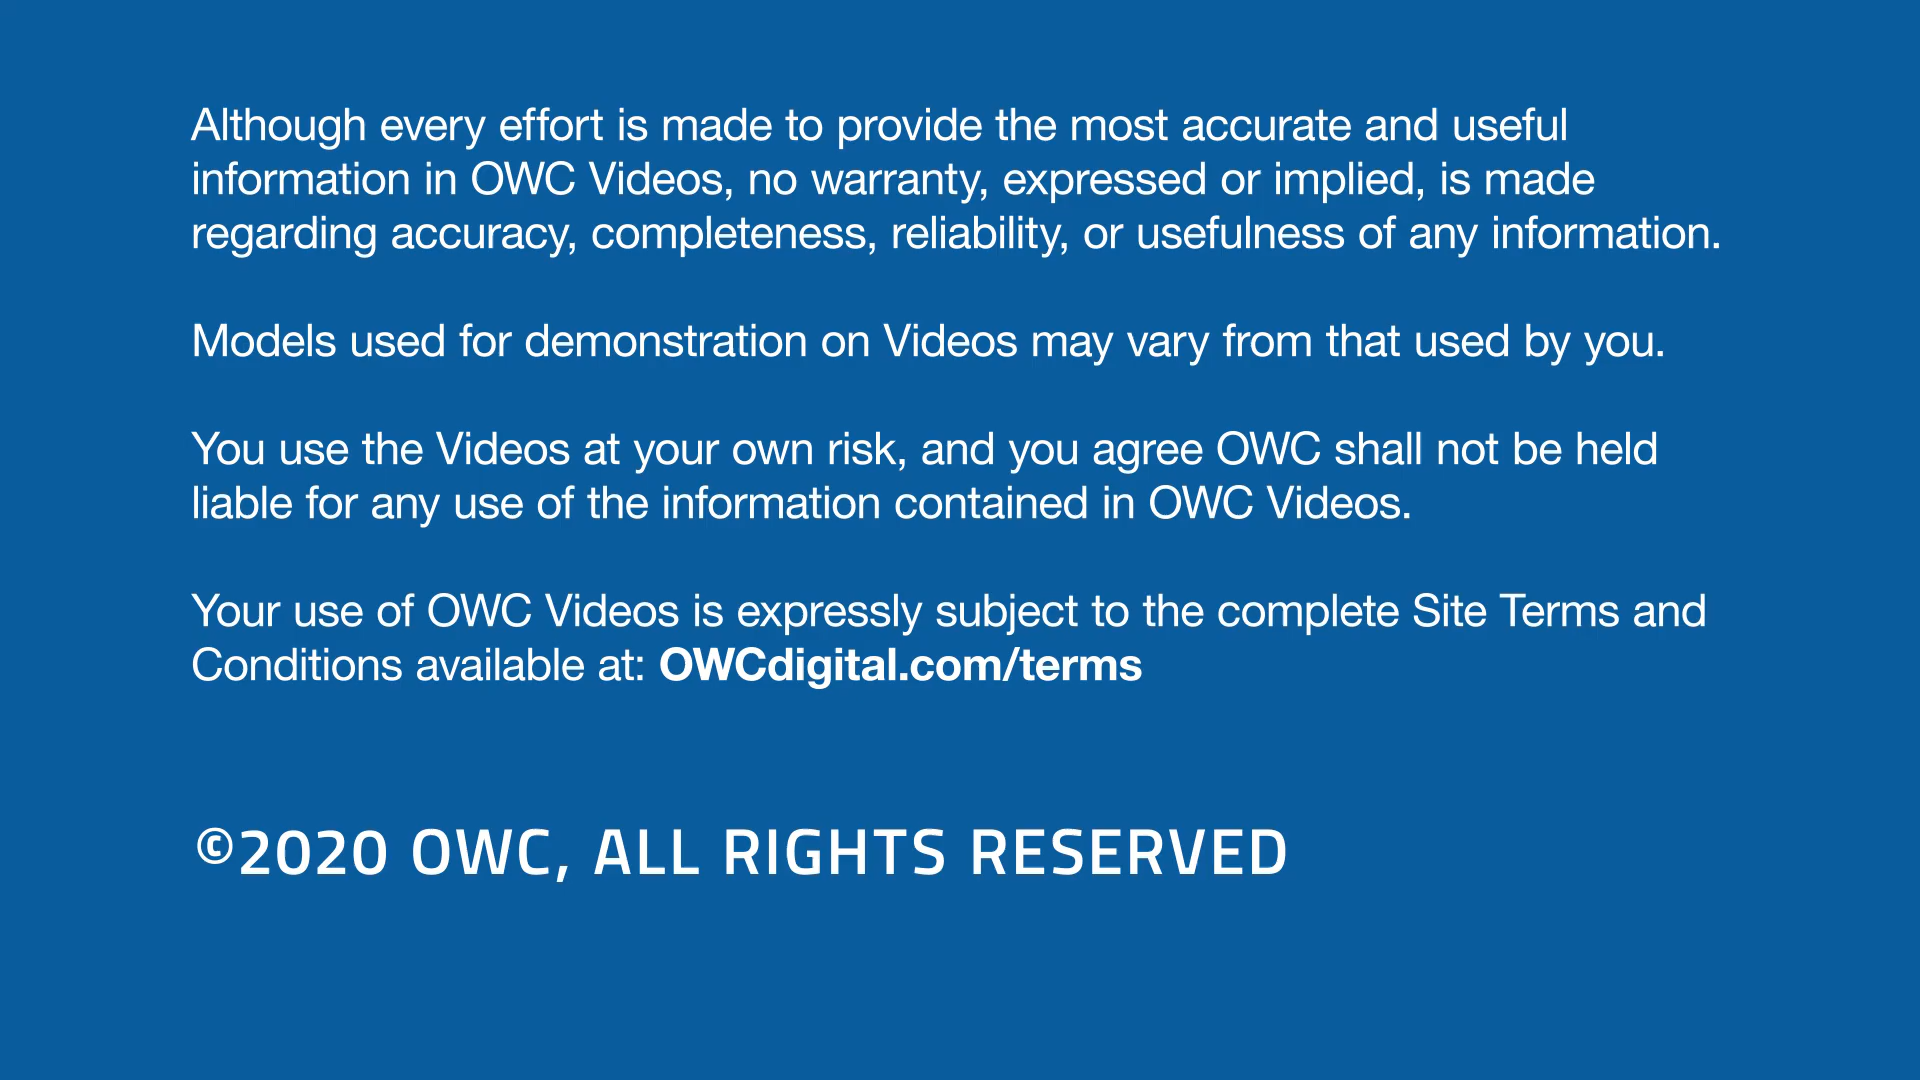 Although every effort is made to provide the most accurate and useful
information in OWC Videos, no warranty, expressed or implied, is made
regarding accuracy, completeness, reliability, or usefulness of any information.
Models used for demonstration on Videos may vary from that used by you.
You use the Videos at your own risk, and you agree OWC shall not be held
liable for any use of the information contained in OWC Videos.
Your use of OWC Videos is expressly subject to the complete Site Terms and
Conditions available at: OWCdigital.com/terms
©2020 OWC, ALL RIGHTS RESERVED